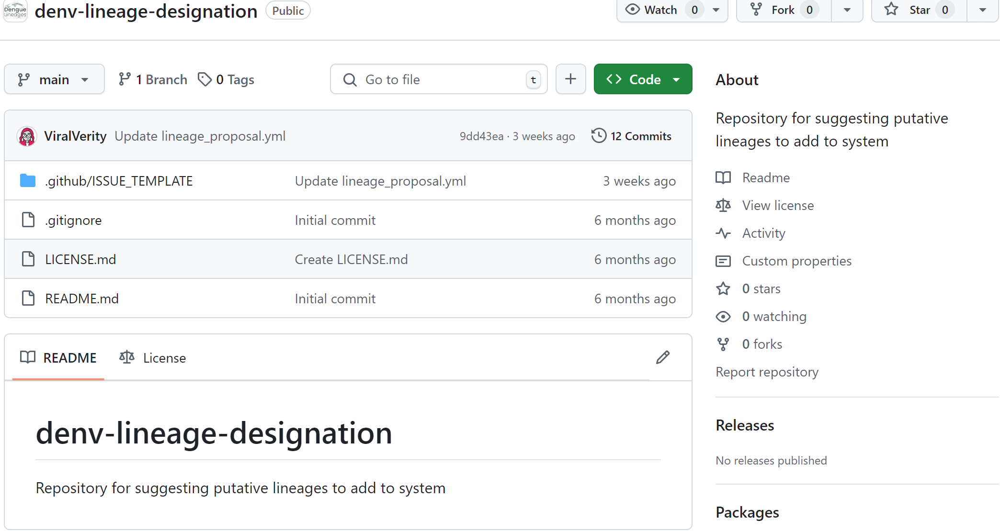 Dengue
Lineages
denv-lineage-designation Public
Watch 0 Fork 0 Star 0
main 1 Branch 0 Tags Go to file t Code
ViralVerity Update lineage_proposal.yml 9dd43ea · 3 weeks ago 12 Commits
.github/ISSUE_TEMPLATE Update lineage_proposal.yml 3 weeks ago
.gitignore Initial commit 6 months ago
LICENSE.md Create LICENSE.md 6 months ago
README.md Initial commit 6 months ago
README License
denv-lineage-designation
Repository for suggesting putative lineages to add to system
About
Repository for suggesting putative
lineages to add to system
Readme
View license
Activity
Custom properties
0 stars
0 watching
0 forks
Report repository
Releases
No releases published
Packages